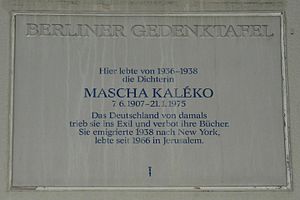 BERLINER GEDENKTAFEL
Hier lebte von 1936–1938
die Dichterin
MASCHA KALÉKO
7. 6. 1907–21. 1. 1975
Das Deutschland von damals
trieb sie ins Exil und verbot ihre Bücher.
Sie emigrierte 1938 nach New York,
lebte seit 1966 in Jerusalem.